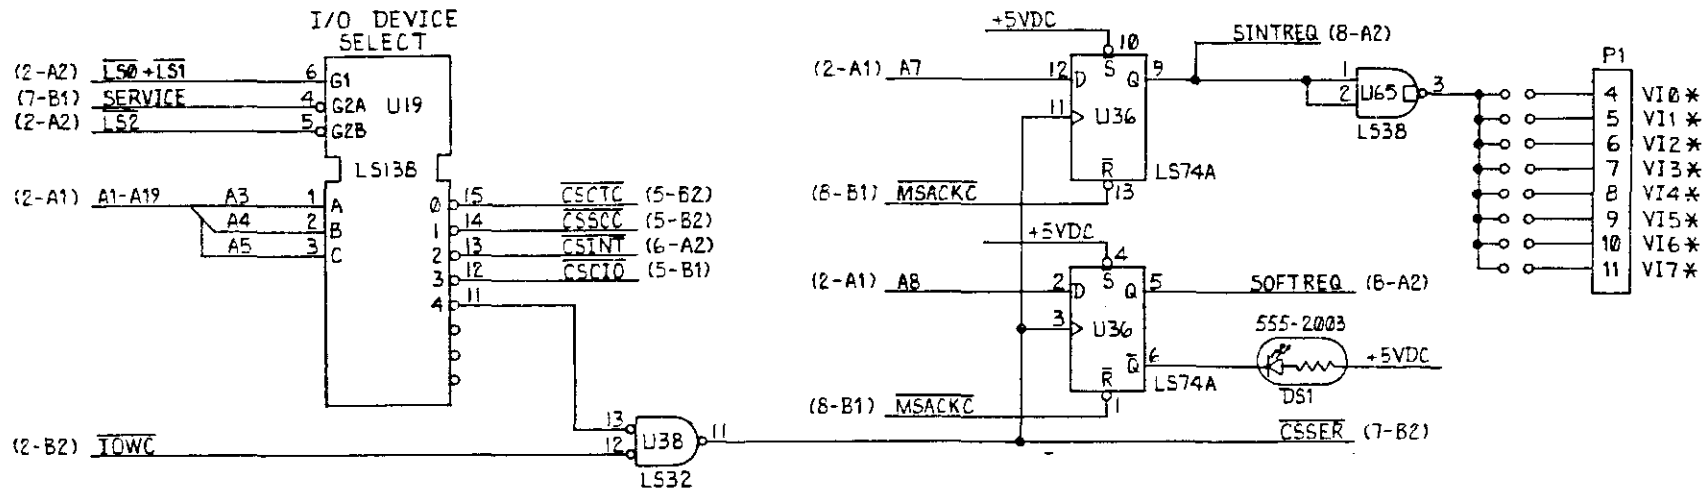 I/O DEVICE
SELECT
(2-A2) LS0+LS1 6 G1
(7-B1) SERVICE 4 G2A U19
(2-A2) LS2 5 G2B
LS138
(2-A1) A1-A19 A3 1 A
A4 2 B
A5 3 C
0 15 CSCTC (5-B2)
1 14 CSSCC (5-B2)
2 13 CSINT (6-A2)
3 12 CSCIO (5-B1)
4 11
13
12 U38 11
LS32
(2-B2) IOWC
CSSER (7-B2)
+5VDC
10
S
(2-A1) A7 12 D Q 9
11 U36
R
LS74A
(8-B1) MSACKC 13
SINTREQ (8-A2)
1
2 U65 3
LS38
+5VDC
4
S
(2-A1) A8 2 D Q 5 SOFTREQ (8-A2)
3 U36
Q 6
R
LS74A
(8-B1) MSACKC 1
555-2003
+5VDC
DS1
P1
4 VI0*
5 VI1*
6 VI2*
7 VI3*
8 VI4*
9 VI5*
10 VI6*
11 VI7*